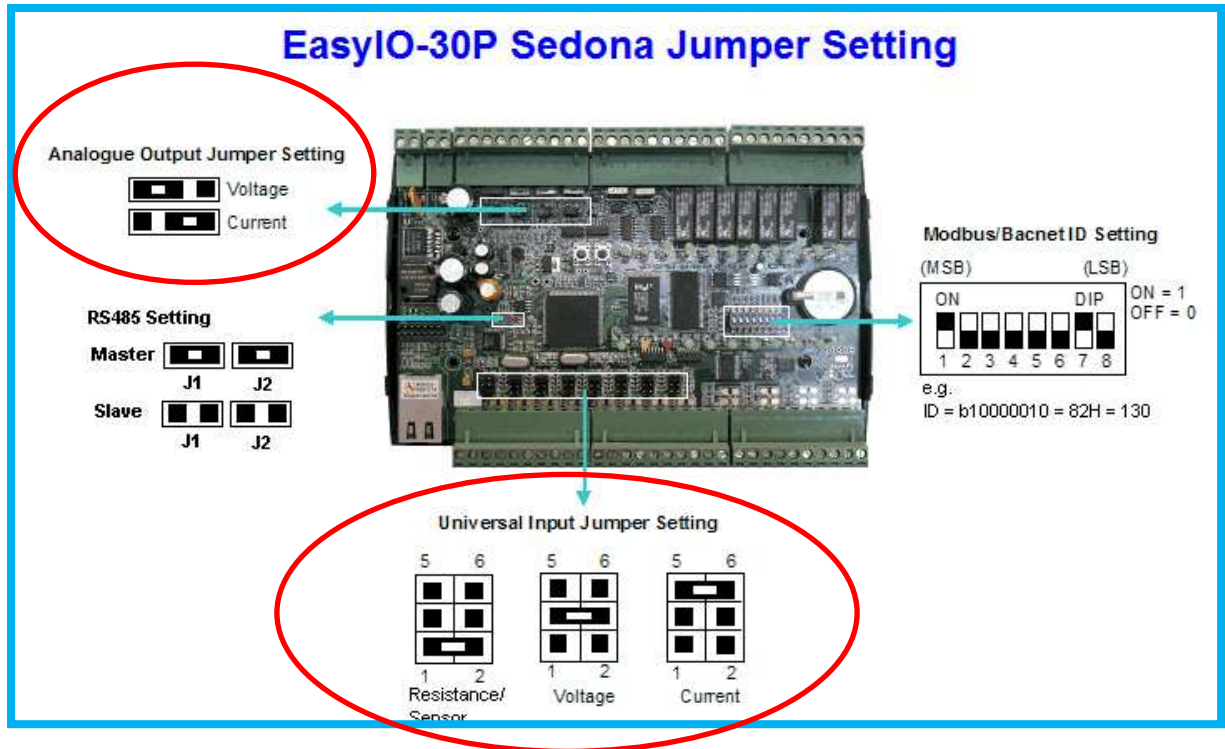 EasyIO-30P Sedona Jumper Setting
Analogue Output Jumper Setting
Voltage
Current
RS485 Setting
Master
J1 J2
Slave
J1 J2
Modbus/Bacnet ID Setting
(MSB) (LSB)
ON DIP
ON = 1
OFF = 0
1 2 3 4 5 6 7 8
e.g.
ID = b10000010 = 82H = 130
Universal Input Jumper Setting
5 6 5 6 5 6
1 2 1 2 1 2
Resistance/
Sensor
Voltage
Current